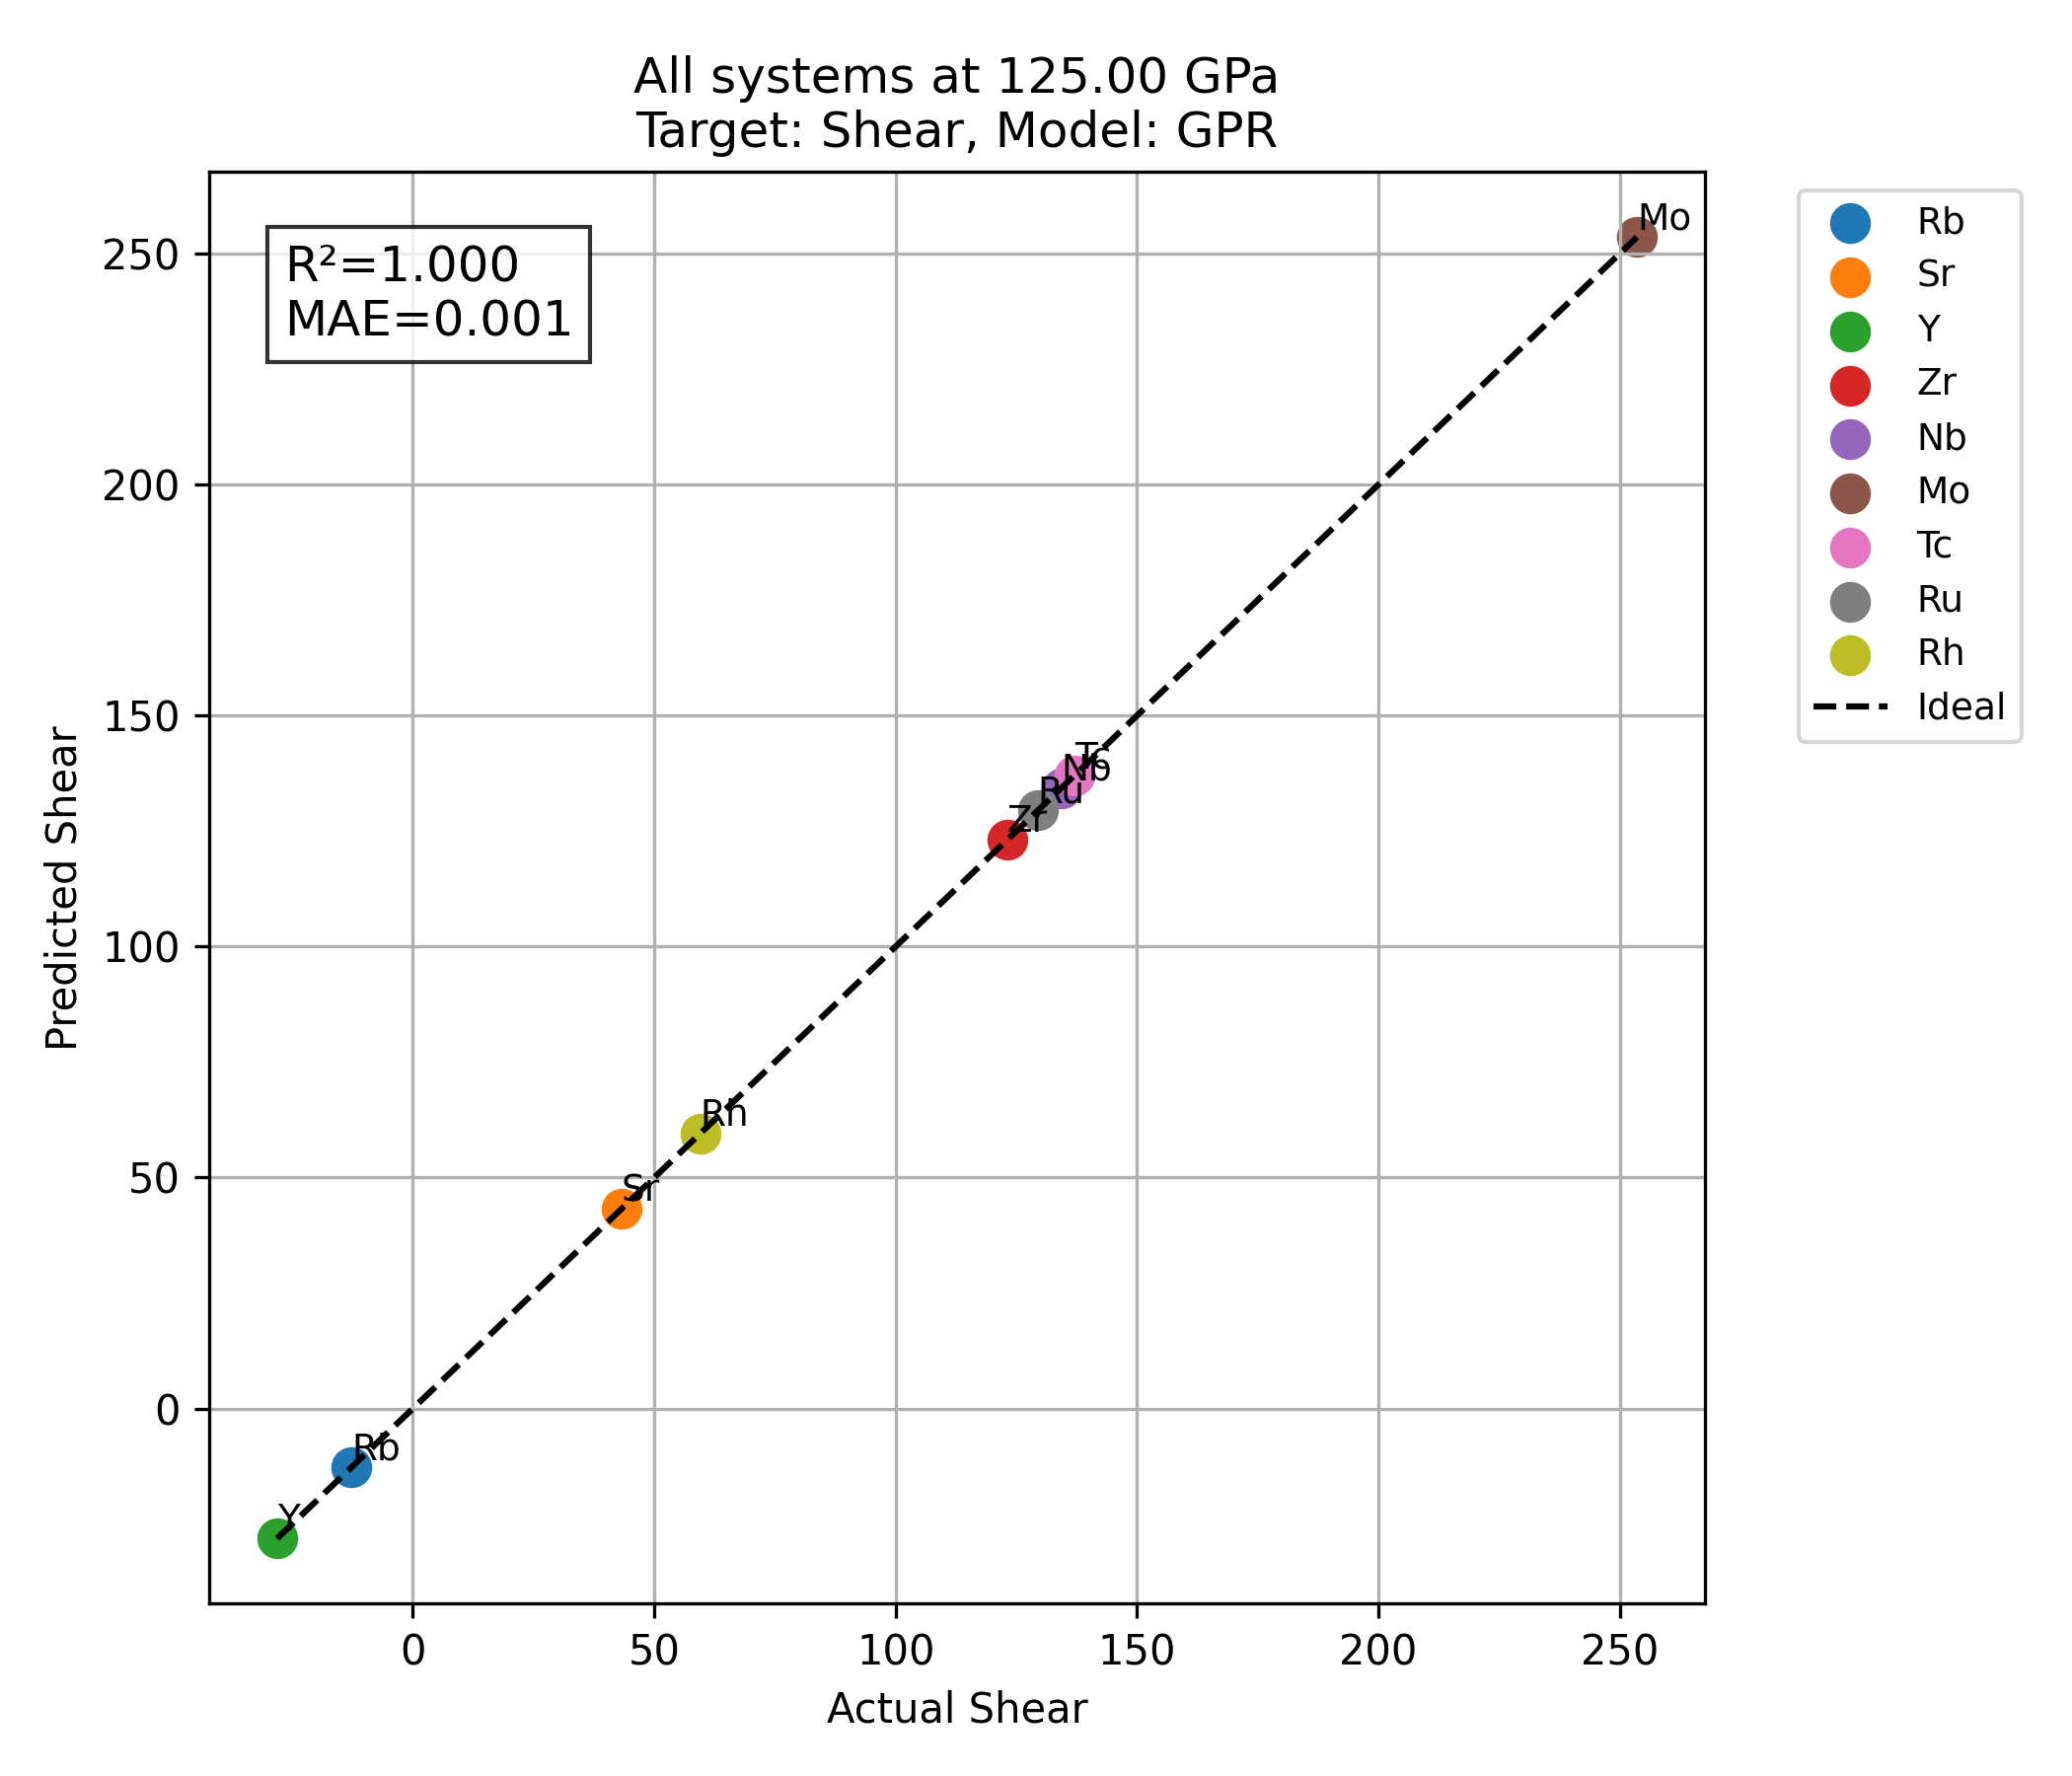 All systems at 125.00 GPa
Target: Shear, Model: GPR
R²=1.000
MAE=0.001
250
200
150
100
50
0
Predicted Shear
Mo
Tc
Nb
Ru
Zr
Rh
Sr
Rb
Y
0 50 100 150 200 250
Actual Shear
Rb
Sr
Y
Zr
Nb
Mo
Tc
Ru
Rh
Ideal